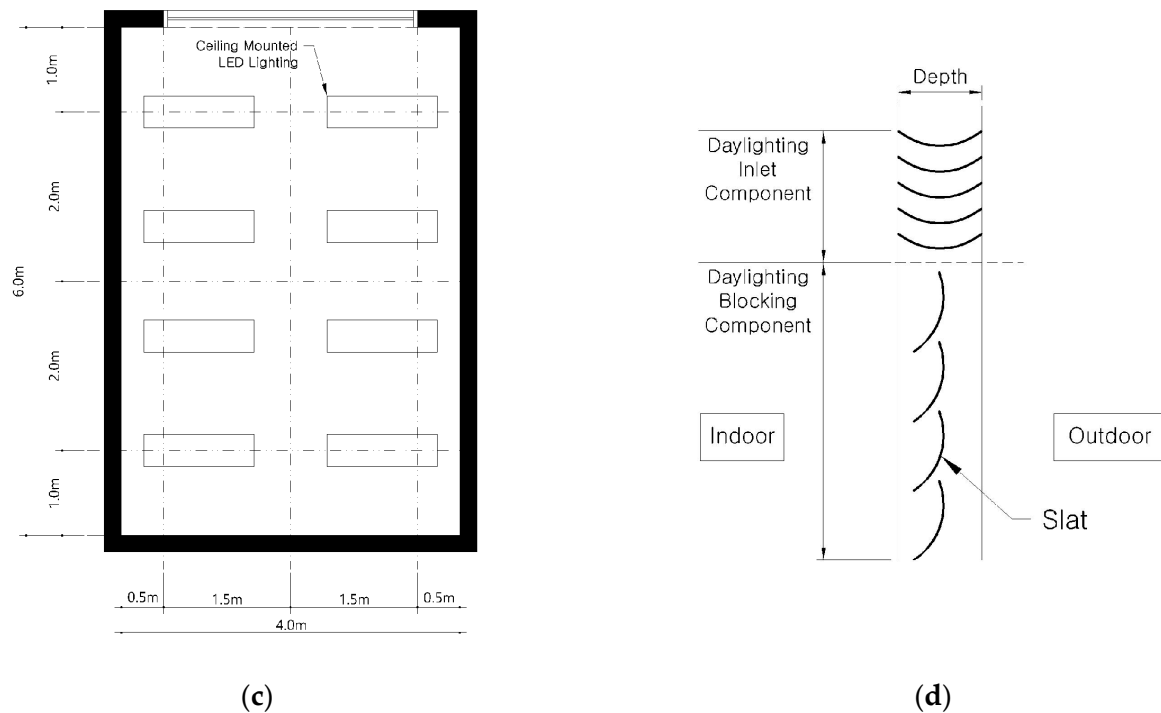 Ceiling Mounted
LED Lighting
1.0m
2.0m
6.0m
2.0m
1.0m
0.5m
1.5m
1.5m
0.5m
4.0m
(c)
Depth
Daylighting
Inlet
Component
Daylighting
Blocking
Component
Indoor
Outdoor
Slat
(d)